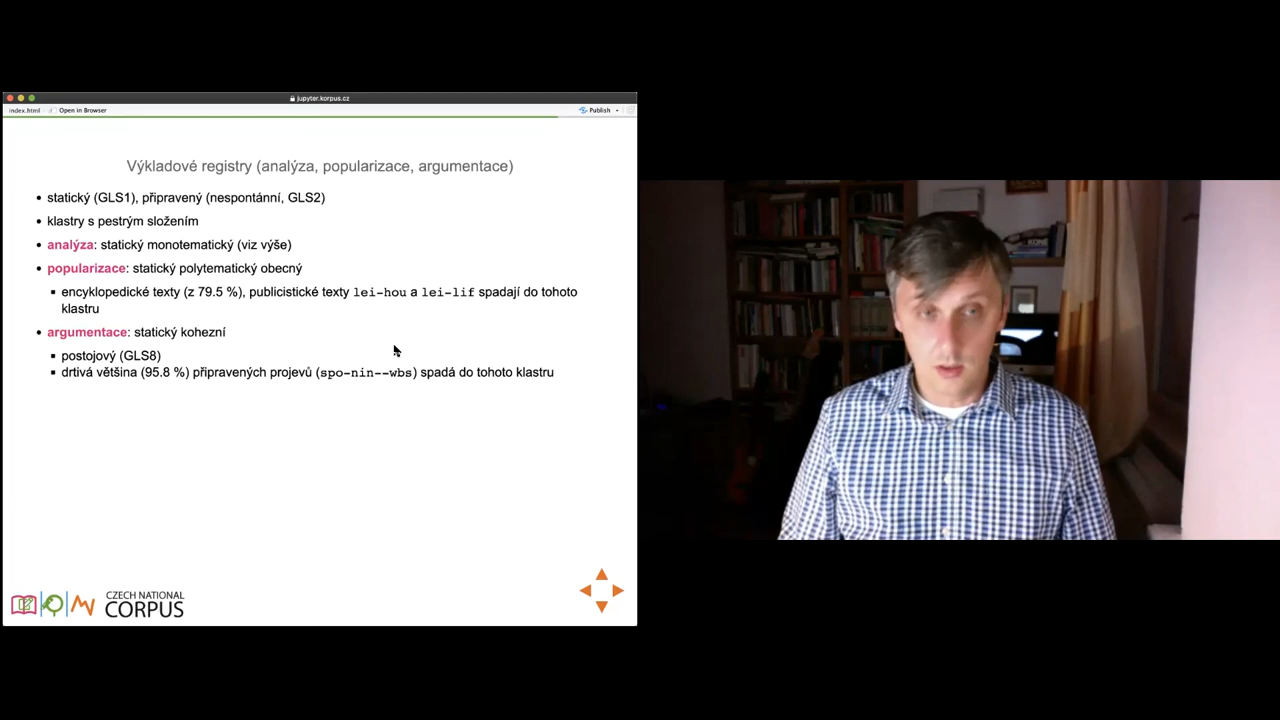 jupyter.korpus.cz
index.html
Open in Browser
Publish
Výkladové registry (analýza, popularizace, argumentace)
• statický (GLS1), připravený (nespontánní, GLS2)
• klastry s pestrým složením
• analýza: statický monotematický (viz výše)
• popularizace: statický polytematický obecný
▪ encyklopedické texty (z 79.5 %), publicistické texty lei-hou a lei-lif spadají do tohoto
klastru
• argumentace: statický kohezní
▪ postojový (GLS8)
▪ drtivá většina (95.8 %) připravených projevů (spo-nin--wbs) spadá do tohoto klastru
CZECH NATIONAL
CORPUS
KONĚ